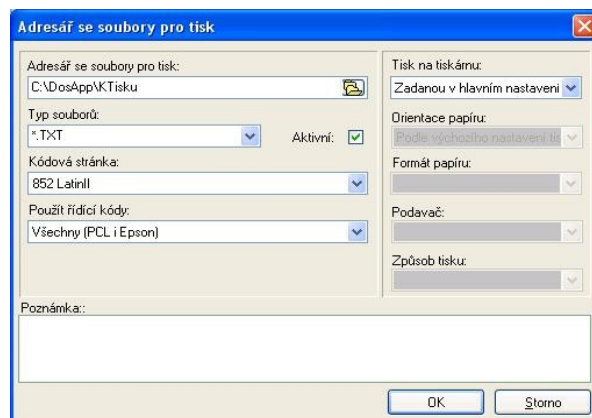 Adresář se soubory pro tisk
Adresář se soubory pro tisk:
C:\DosApp\KTisku
Typ souborů:
*.TXT
Aktivní:
Kódová stránka:
852 LatinII
Použít řídící kódy:
Všechny (PCL i Epson)
Tisk na tiskárnu:
Zadanou v hlavním nastavení
Orientace papíru:
Podle výchozího nastavení tis
Formát papíru:
Podavač:
Způsob tisku:
Poznámka::
OK
Storno